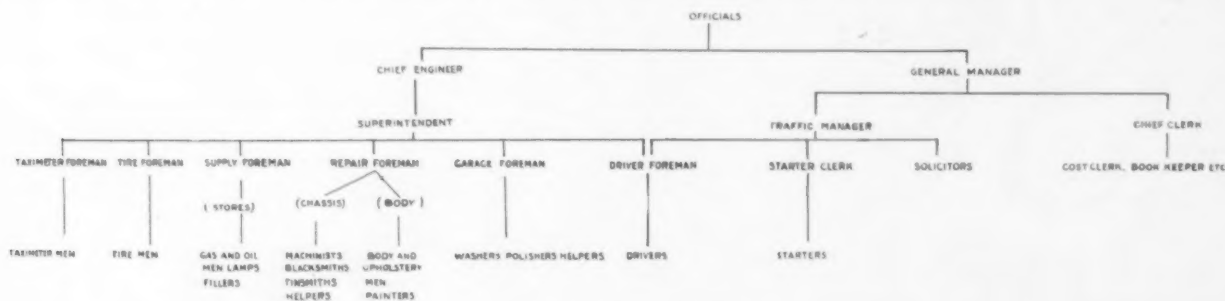 OFFICIALS
CHIEF ENGINEER
GENERAL MANAGER
SUPERINTENDENT
TRAFFIC MANAGER
CHIEF CLERK
TAXIMETER FOREMAN
TIRE FOREMAN
SUPPLY FOREMAN
REPAIR FOREMAN
GARAGE FOREMAN
DRIVER FOREMAN
STARTER CLERK
SOLICITORS
COST CLERK, BOOK KEEPER ETC
(STORES)
(CHASSIS)
(BODY)
TAXIMETER MEN
TIRE MEN
GAS AND OIL
MEN LAMPS
FILLERS
MACHINISTS
BLACKSMITHS
TINSMITHS
HELPERS
BODY AND
UPHOLSTERY
MEN
PAINTERS
WASHERS POLISHERS HELPERS
DRIVERS
STARTERS